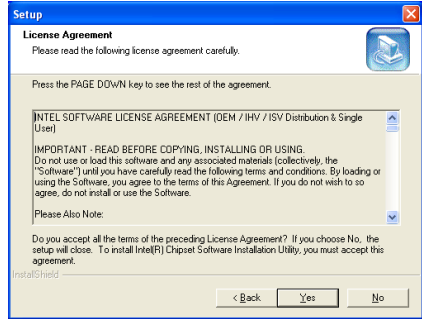 Setup
License Agreement
Please read the following license agreement carefully.
Press the PAGE DOWN key to see the rest of the agreement.
INTEL SOFTWARE LICENSE AGREEMENT (OEM / IHV / ISV Distribution & Single
User)
IMPORTANT - READ BEFORE COPYING, INSTALLING OR USING.
Do not use or load this software and any associated materials (collectively, the
"Software") until you have carefully read the following terms and conditions. By loading or
using the Software, you agree to the terms of this Agreement. If you do not wish to so
agree, do not install or use the Software.
Please Also Note:
Do you accept all the terms of the preceding License Agreement? If you choose No, the
setup will close. To install Intel(R) Chipset Software Installation Utility, you must accept this
agreement.
InstallShield
< Back Yes No